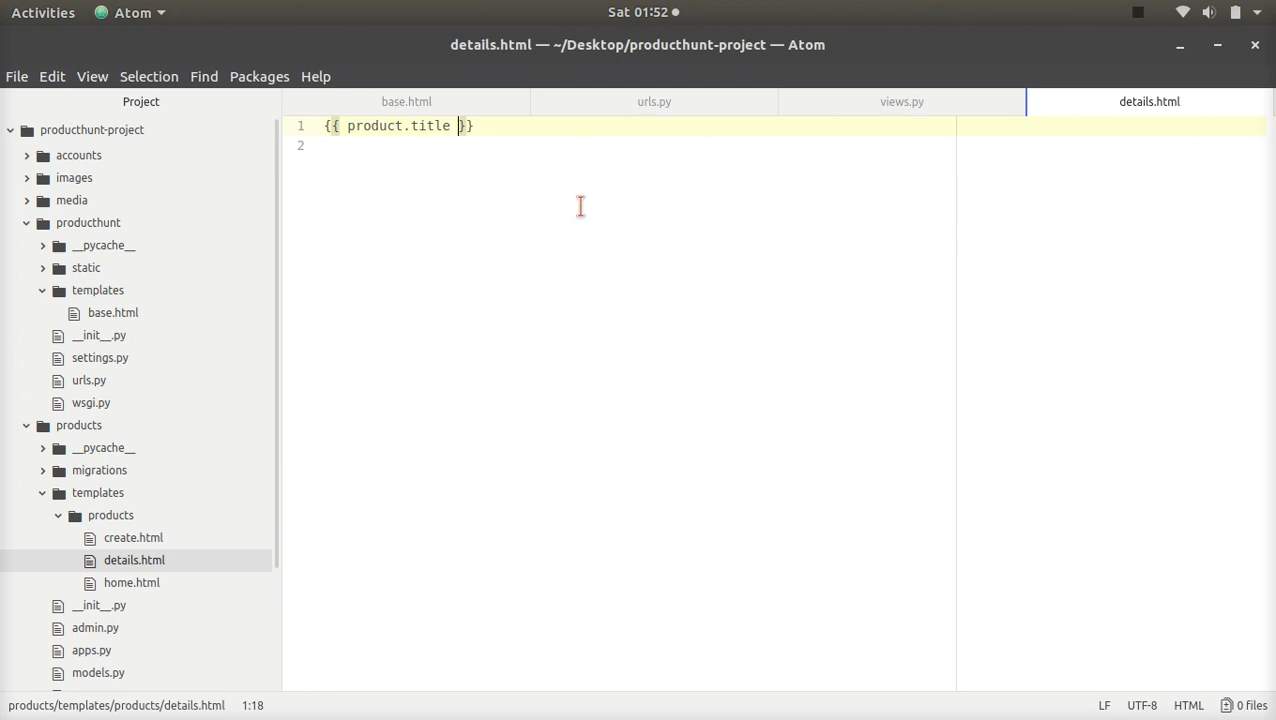 Activities Atom Sat 01:52
details.html — ~/Desktop/producthunt-project — Atom
File Edit View Selection Find Packages Help
Project
producthunt-project
accounts
images
media
producthunt
__pycache__
static
templates
base.html
__init__.py
settings.py
urls.py
wsgi.py
products
__pycache__
migrations
templates
products
create.html
details.html
home.html
__init__.py
admin.py
apps.py
models.py
base.html urls.py views.py details.html
1 {{ product.title }}
2
products/templates/products/details.html 1:18 LF UTF-8 HTML 0 files